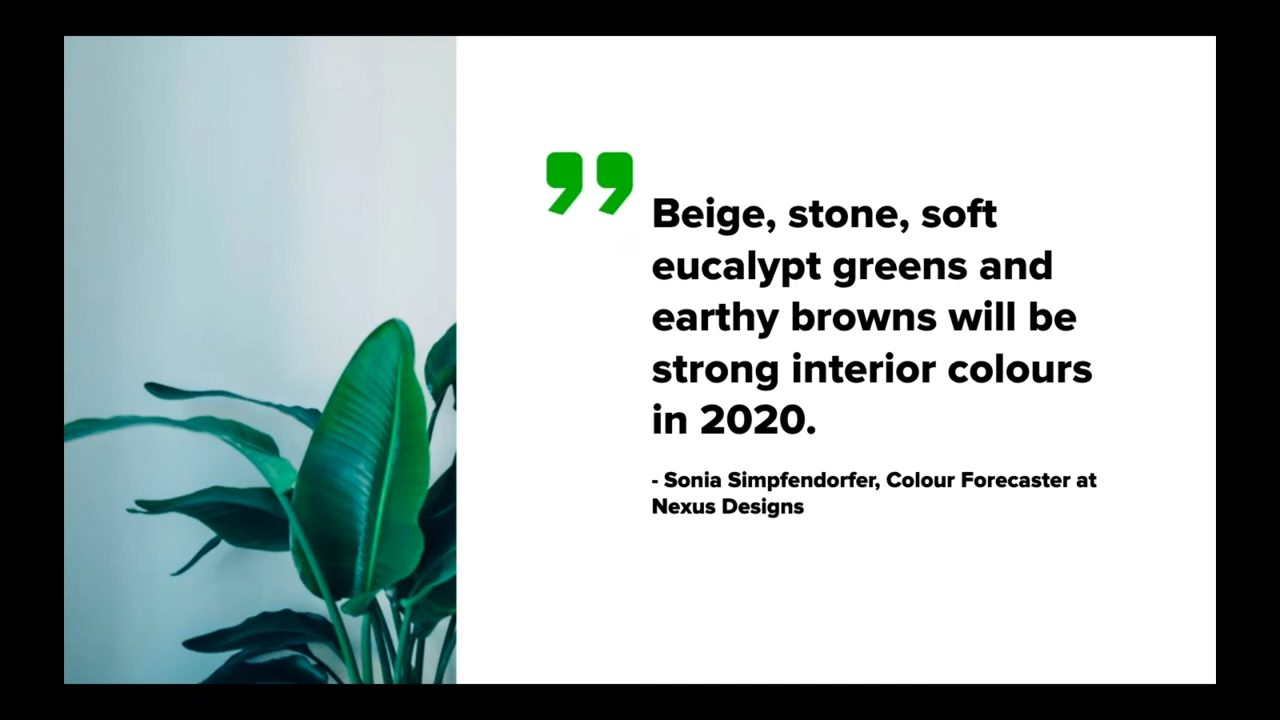 ”
Beige, stone, soft
eucalypt greens and
earthy browns will be
strong interior colours
in 2020.
- Sonia Simpfendorfer, Colour Forecaster at
Nexus Designs